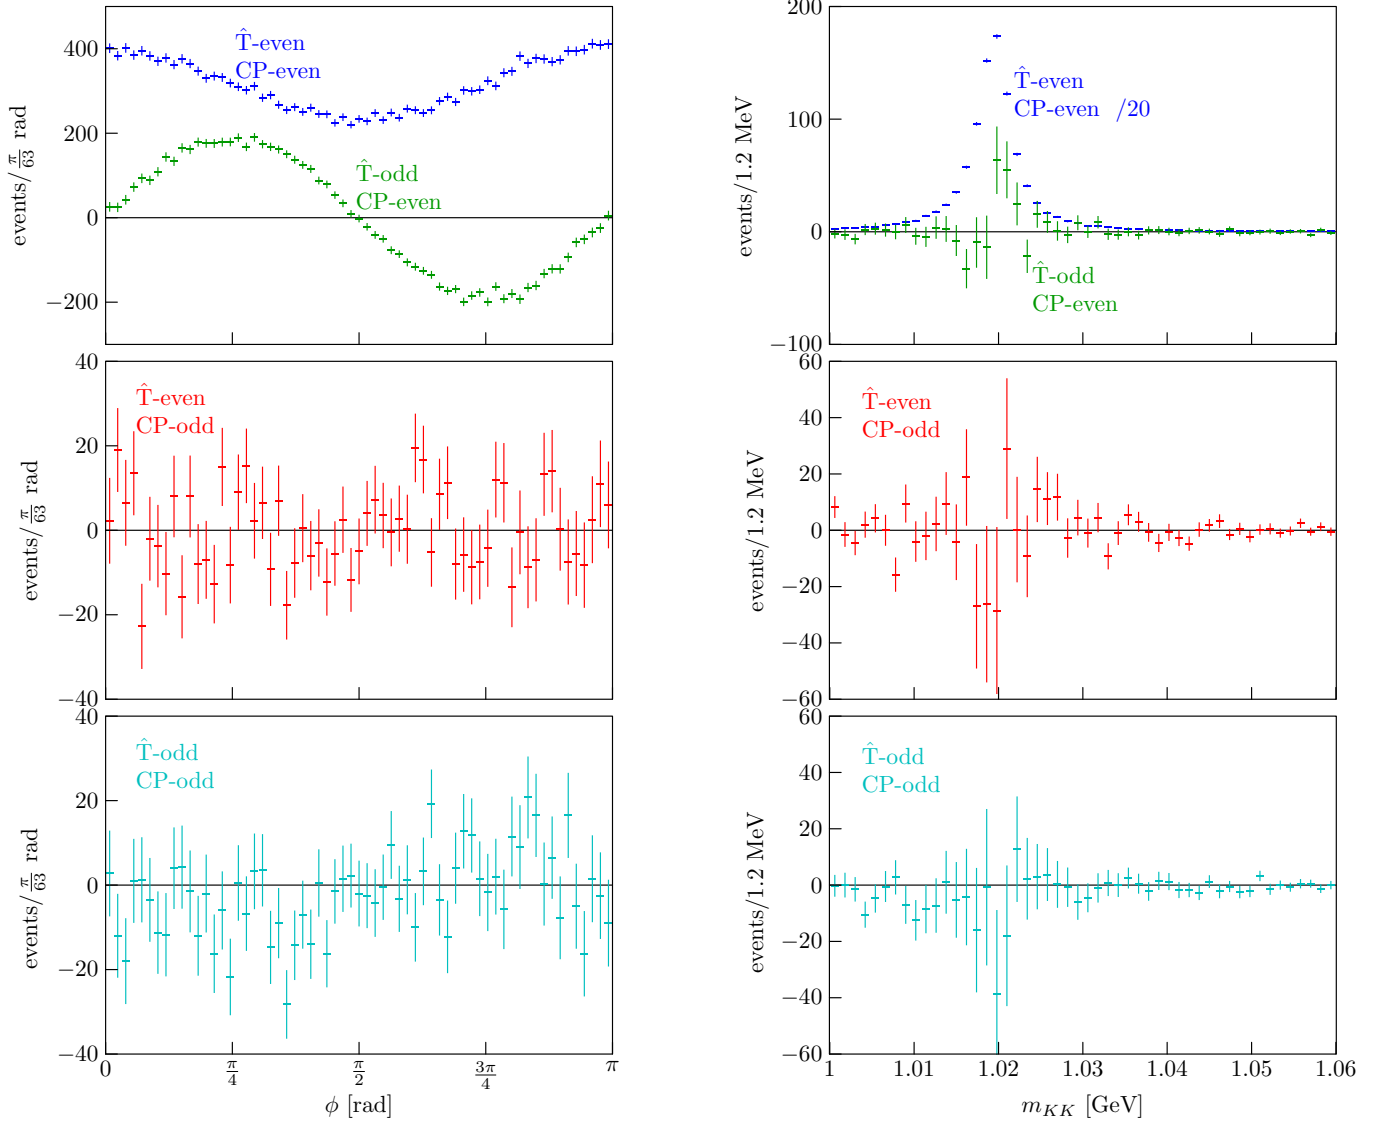 400
200
0
−200
events/π/63 rad
T̂-even
CP-even
T̂-odd
CP-even
200
100
0
−100
events/1.2 MeV
T̂-even
CP-even /20
T̂-odd
CP-even
40
20
0
−20
−40
events/π/63 rad
T̂-even
CP-odd
60
40
20
0
−20
−40
−60
events/1.2 MeV
T̂-even
CP-odd
40
20
0
−20
−40
events/π/63 rad
T̂-odd
CP-odd
0 π/4 π/2 3π/4 π
ϕ [rad]
60
40
20
0
−20
−40
−60
events/1.2 MeV
T̂-odd
CP-odd
1 1.01 1.02 1.03 1.04 1.05 1.06
m_KK [GeV]